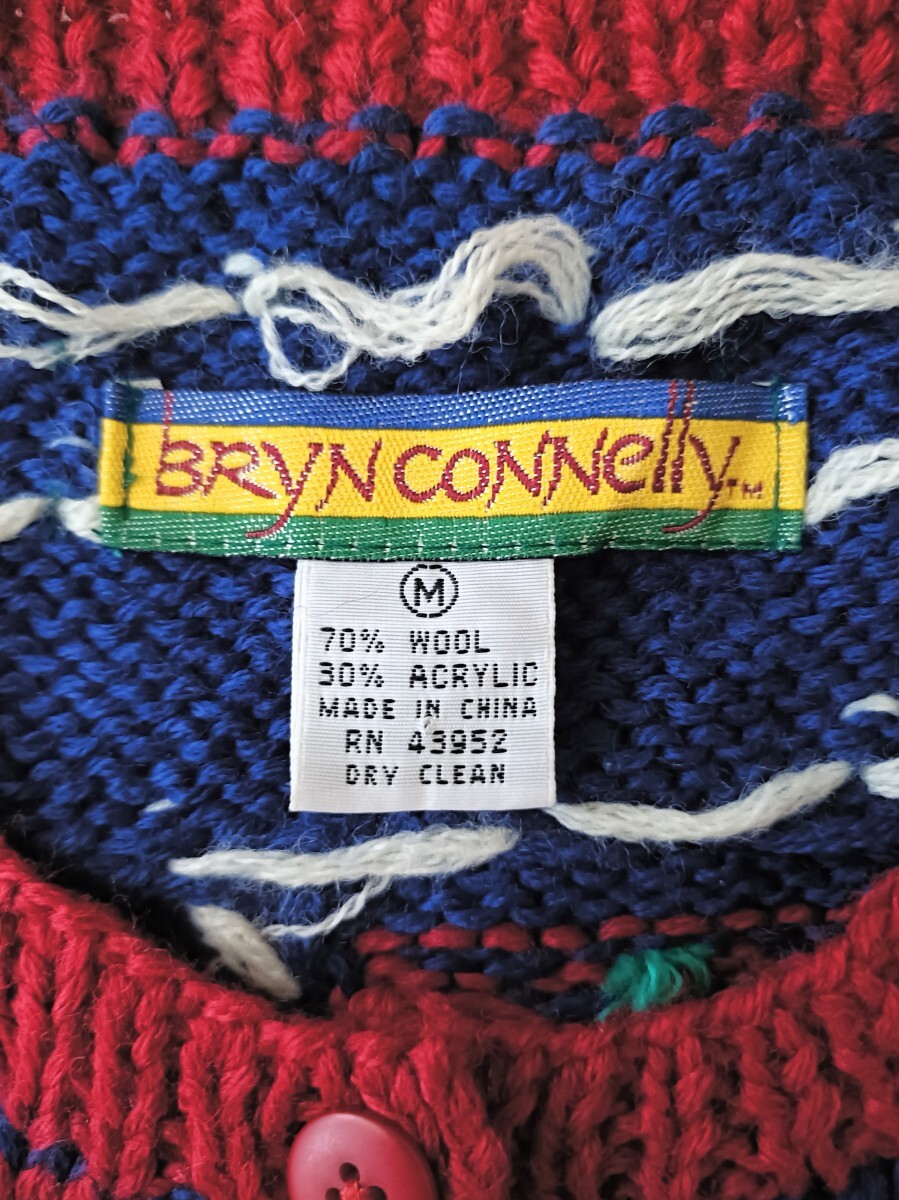 BRYN CONNelly™
M
70% WOOL
30% ACRYLIC
MADE IN CHINA
RN 43952
DRY CLEAN